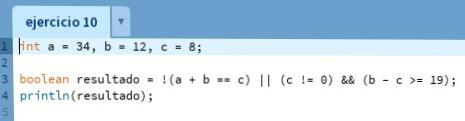 ejercicio 10 ▼
1 int a = 34, b = 12, c = 8;
2
3 boolean resultado = !(a + b == c) || (c != 0) && (b - c >= 19);
4 println(resultado);
5